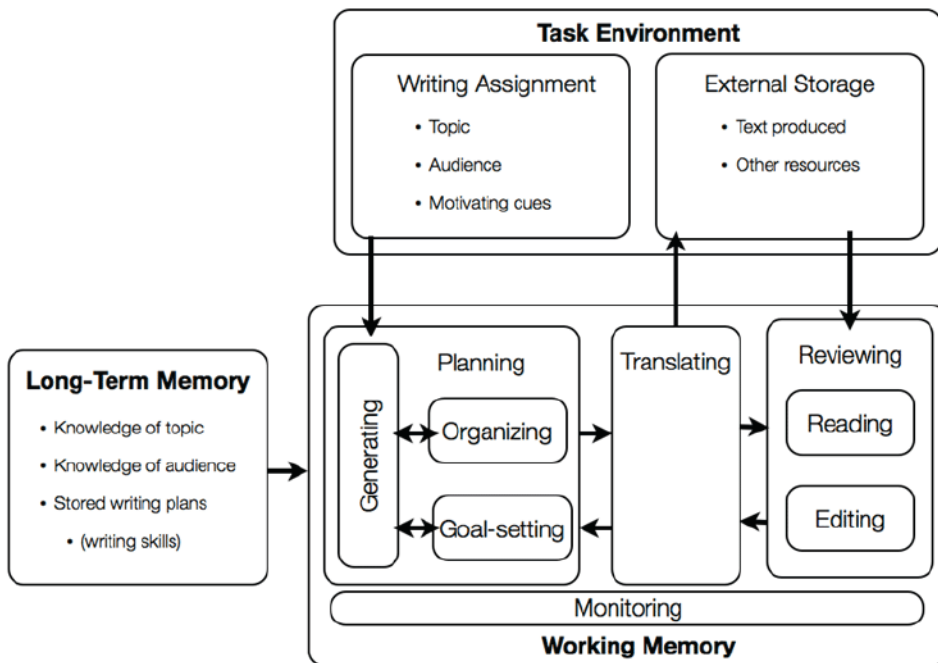 Task Environment
Writing Assignment
• Topic
• Audience
• Motivating cues
External Storage
• Text produced
• Other resources
Long-Term Memory
• Knowledge of topic
• Knowledge of audience
• Stored writing plans
• (writing skills)
Planning
Generating
Organizing
Goal-setting
Translating
Reviewing
Reading
Editing
Monitoring
Working Memory